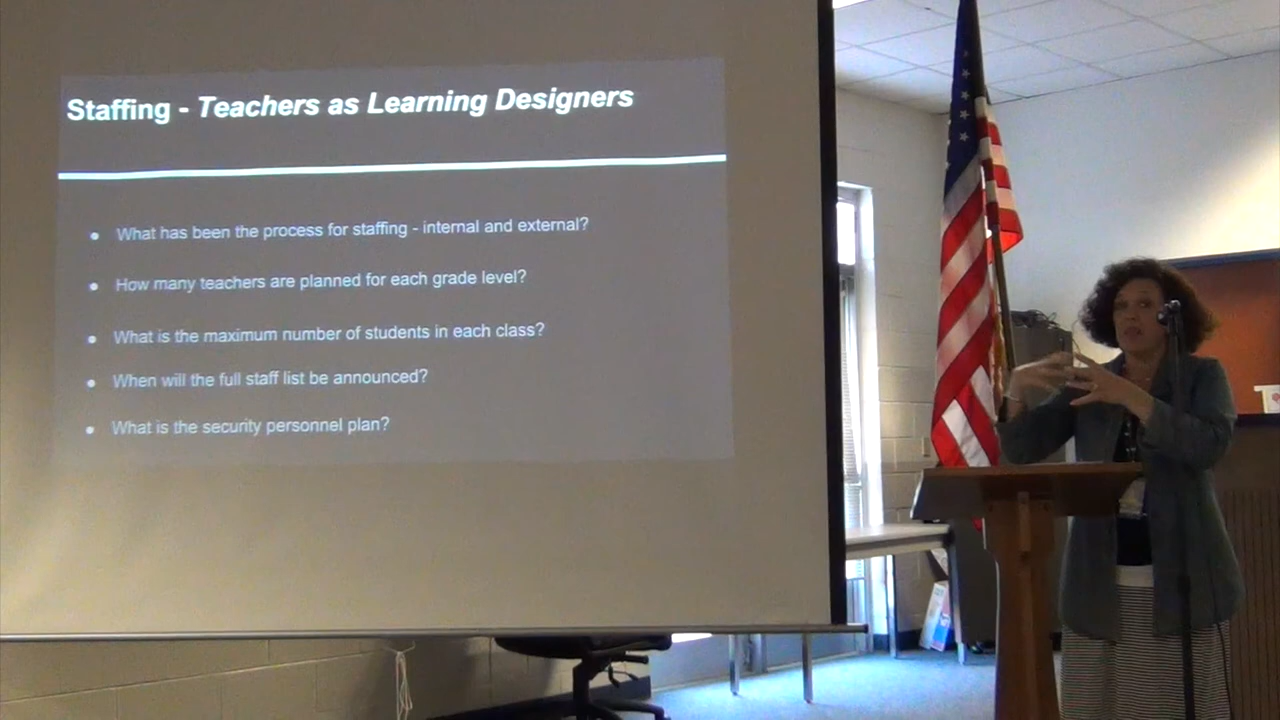 Staffing - Teachers as Learning Designers
● What has been the process for staffing - internal and external?
● How many teachers are planned for each grade level?
● What is the maximum number of students in each class?
● When will the full staff list be announced?
● What is the security personnel plan?